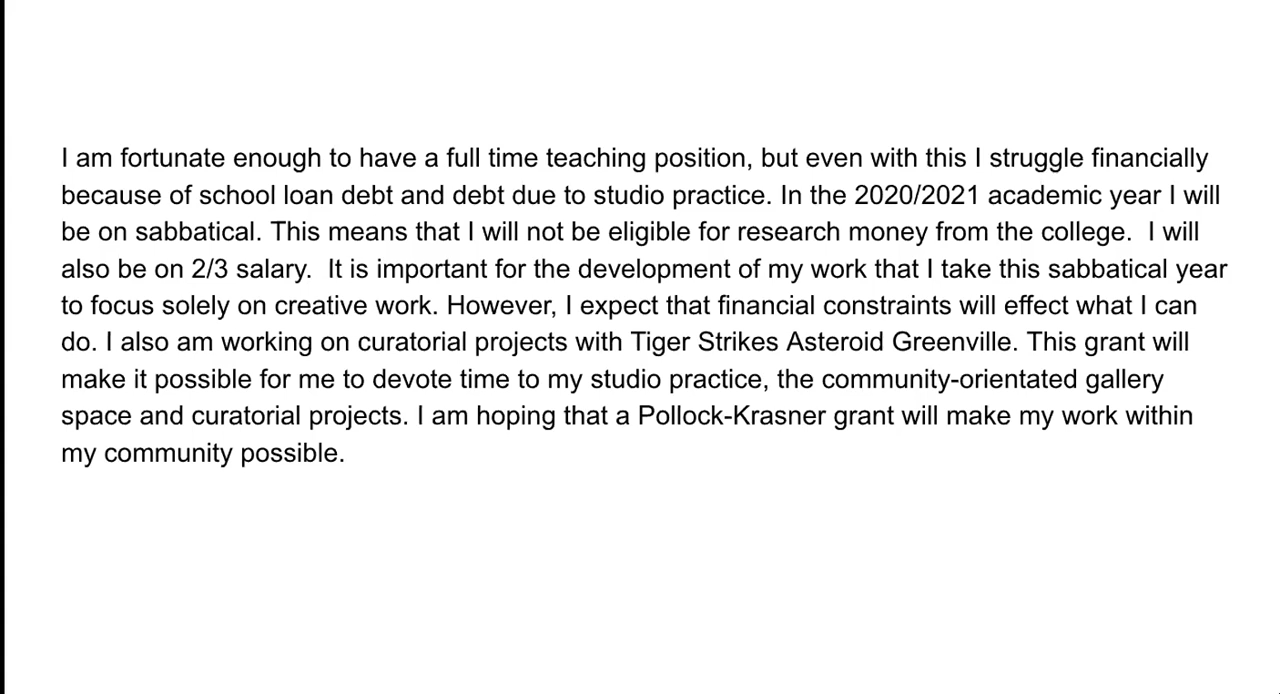 I am fortunate enough to have a full time teaching position, but even with this I struggle financially
because of school loan debt and debt due to studio practice. In the 2020/2021 academic year I will
be on sabbatical. This means that I will not be eligible for research money from the college.  I will
also be on 2/3 salary.  It is important for the development of my work that I take this sabbatical year
to focus solely on creative work. However, I expect that financial constraints will effect what I can
do. I also am working on curatorial projects with Tiger Strikes Asteroid Greenville. This grant will
make it possible for me to devote time to my studio practice, the community-orientated gallery
space and curatorial projects. I am hoping that a Pollock-Krasner grant will make my work within
my community possible.